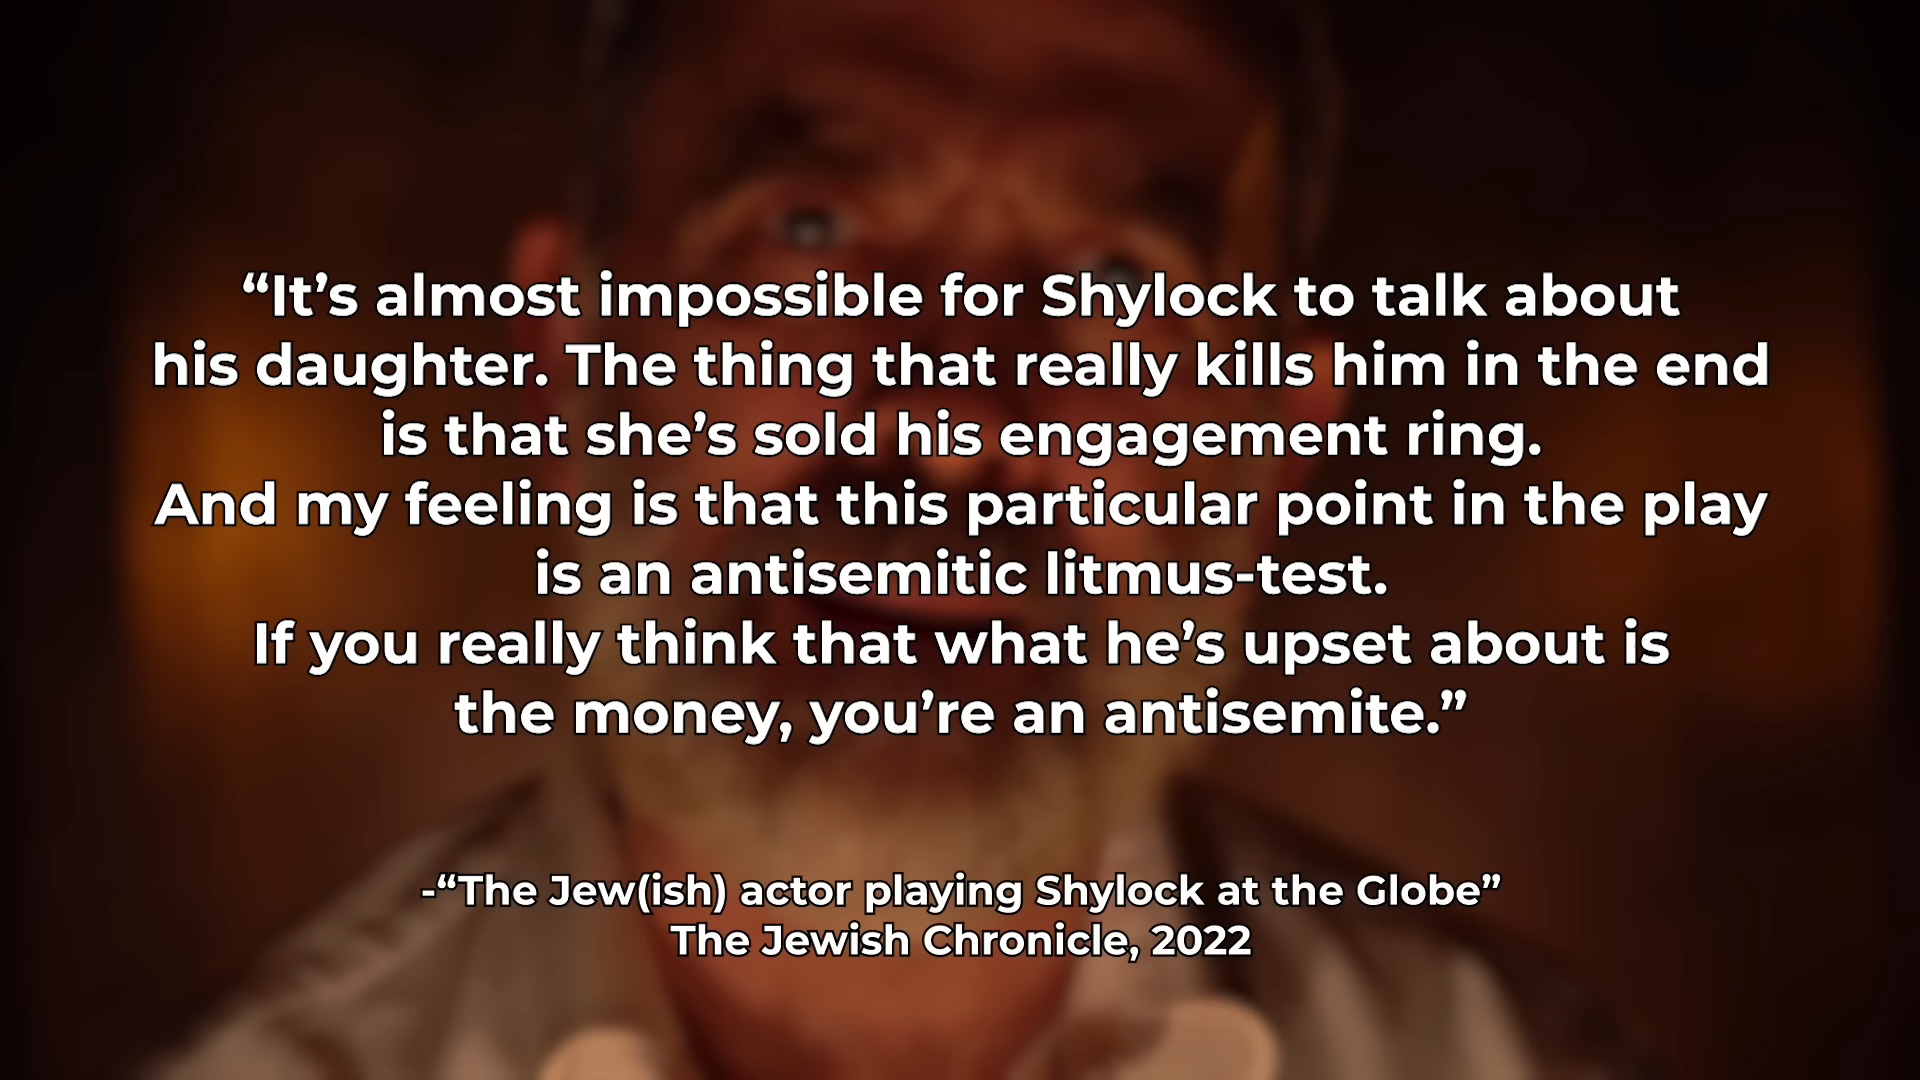 “It’s almost impossible for Shylock to talk about
his daughter. The thing that really kills him in the end
is that she’s sold his engagement ring.
And my feeling is that this particular point in the play
is an antisemitic litmus-test.
If you really think that what he’s upset about is
the money, you’re an antisemite.”
-“The Jew(ish) actor playing Shylock at the Globe”
The Jewish Chronicle, 2022